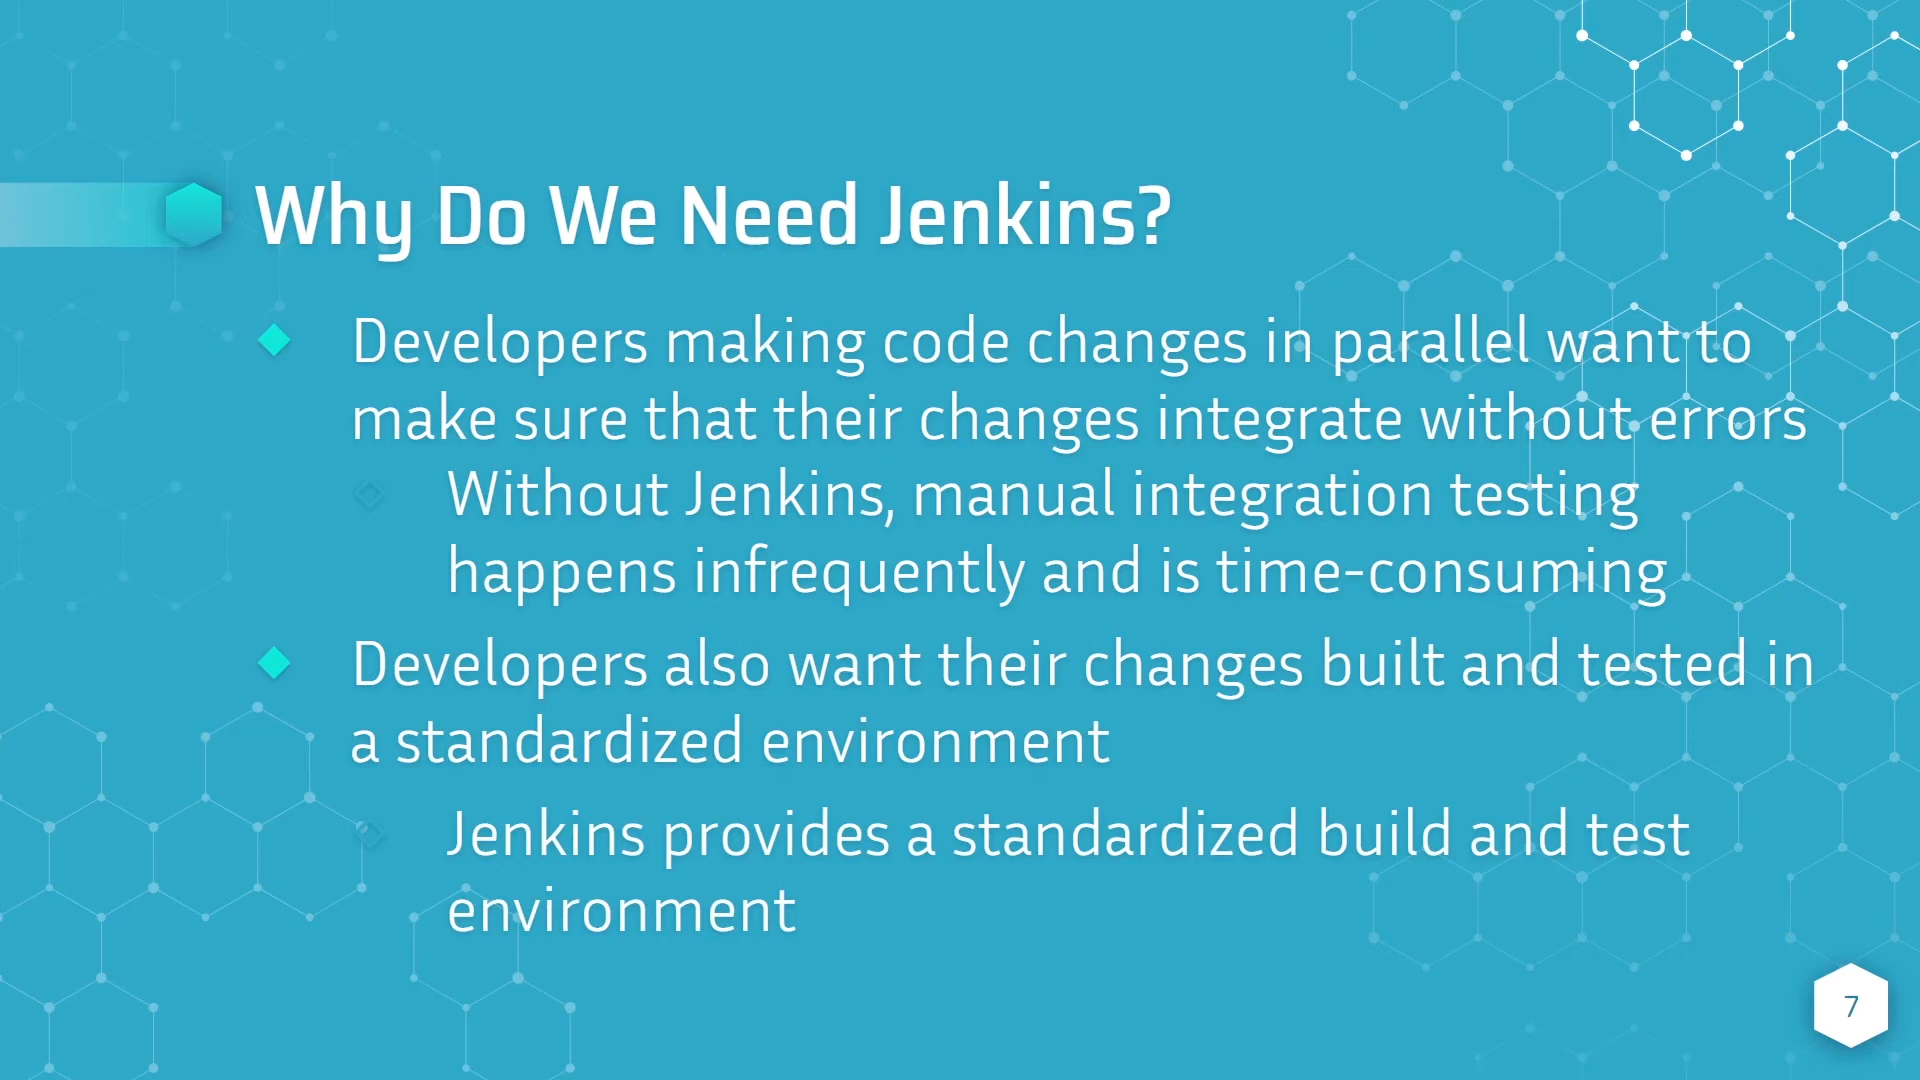 Why Do We Need Jenkins?
Developers making code changes in parallel want to
make sure that their changes integrate without errors
Without Jenkins, manual integration testing
happens infrequently and is time-consuming
Developers also want their changes built and tested in
a standardized environment
Jenkins provides a standardized build and test
environment
7